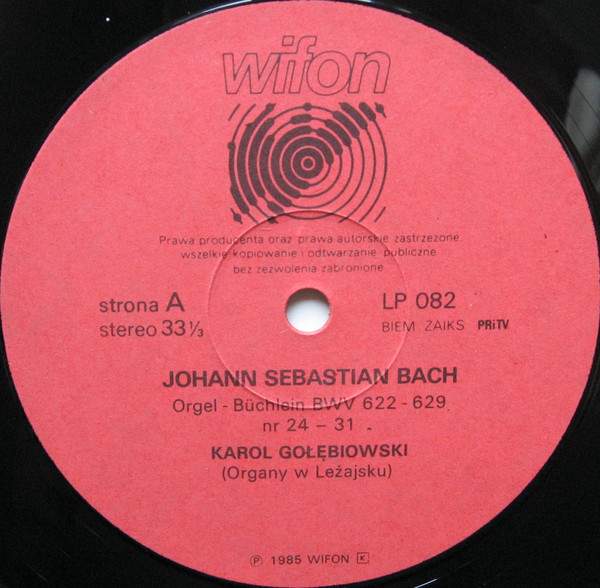 wifon
Prawa producenta oraz prawa autorskie zastrzeżone,
wszelkie kopiowanie i odtwarzanie publiczne
bez zezwolenia zabronione
strona A
LP 082
stereo 33 1/3
BIEM ZAIKS PRiTV
JOHANN SEBASTIAN BACH
Orgel - Büchlein BWV 622 - 629,
nr 24 – 31
KAROL GOŁĘBIOWSKI
(Organy w Leżajsku)
Ⓟ 1985 WIFON K